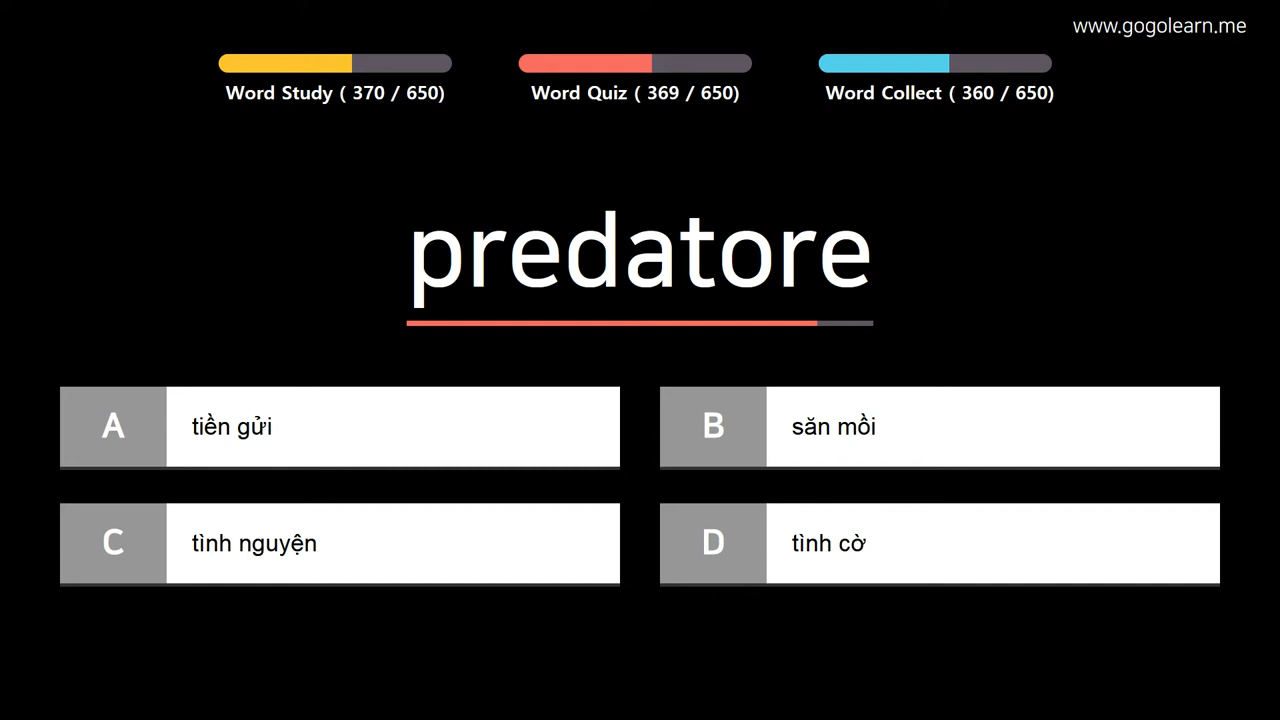 www.gogolearn.me
Word Study ( 370 / 650)
Word Quiz ( 369 / 650)
Word Collect ( 360 / 650)
predatore
A tiền gửi
B săn mồi
C tình nguyện
D tình cờ